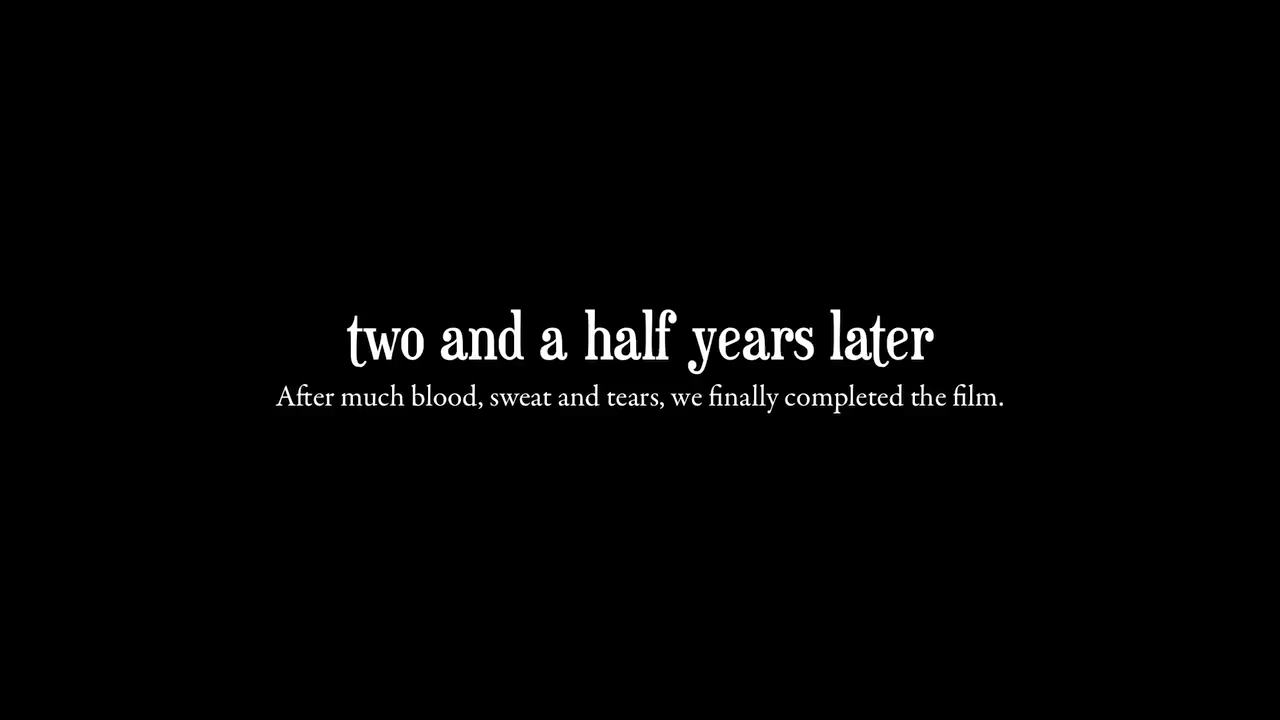 two and a half years later
After much blood, sweat and tears, we finally completed the film.